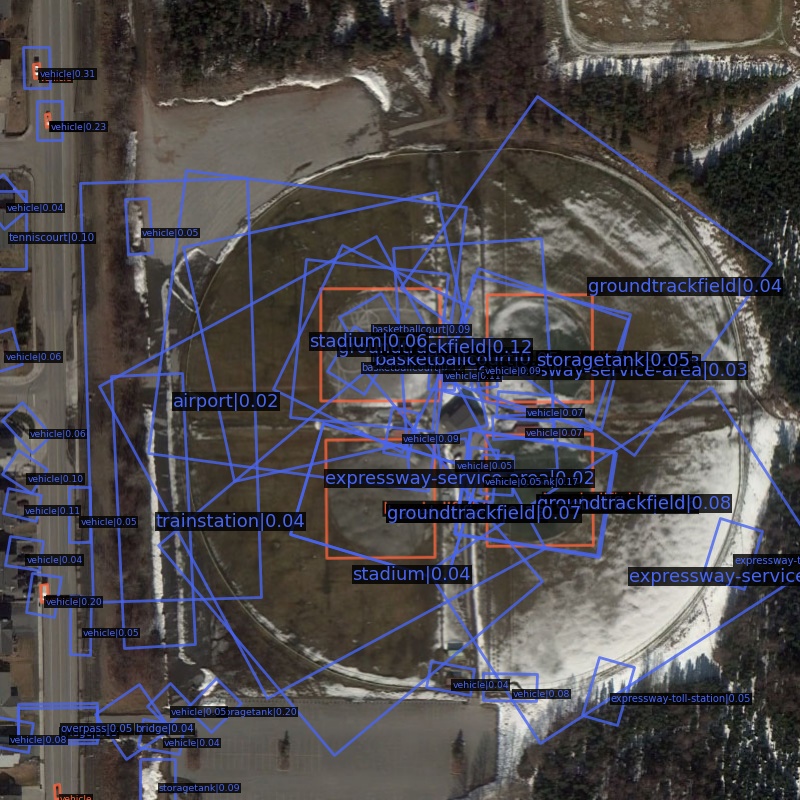 vehicle|0.31
vehicle|0.23
vehicle|0.04
vehicle|0.05
tenniscourt|0.10
groundtrackfield|0.04
basketballcourt|0.09
stadium|0.06
groundtrackfield|0.12
vehicle|0.06
storagetank|0.05
sway-service-area|0.03
vehicle|0.09
airport|0.02
vehicle|0.07
vehicle|0.06
vehicle|0.07
vehicle|0.09
vehicle|0.05
vehicle|0.10
expressway-service-area|0.02
vehicle|0.05
groundtrackfield|0.08
vehicle|0.11
groundtrackfield|0.07
trainstation|0.04
vehicle|0.05
vehicle|0.04
stadium|0.04
expressway-service
vehicle|0.20
vehicle|0.05
vehicle|0.04
vehicle|0.08
expressway-toll-station|0.05
vehicle|0.05
ragetank|0.20
overpass|0.05
bridge|0.04
vehicle|0.08
vehicle|0.04
storagetank|0.09
vehicle